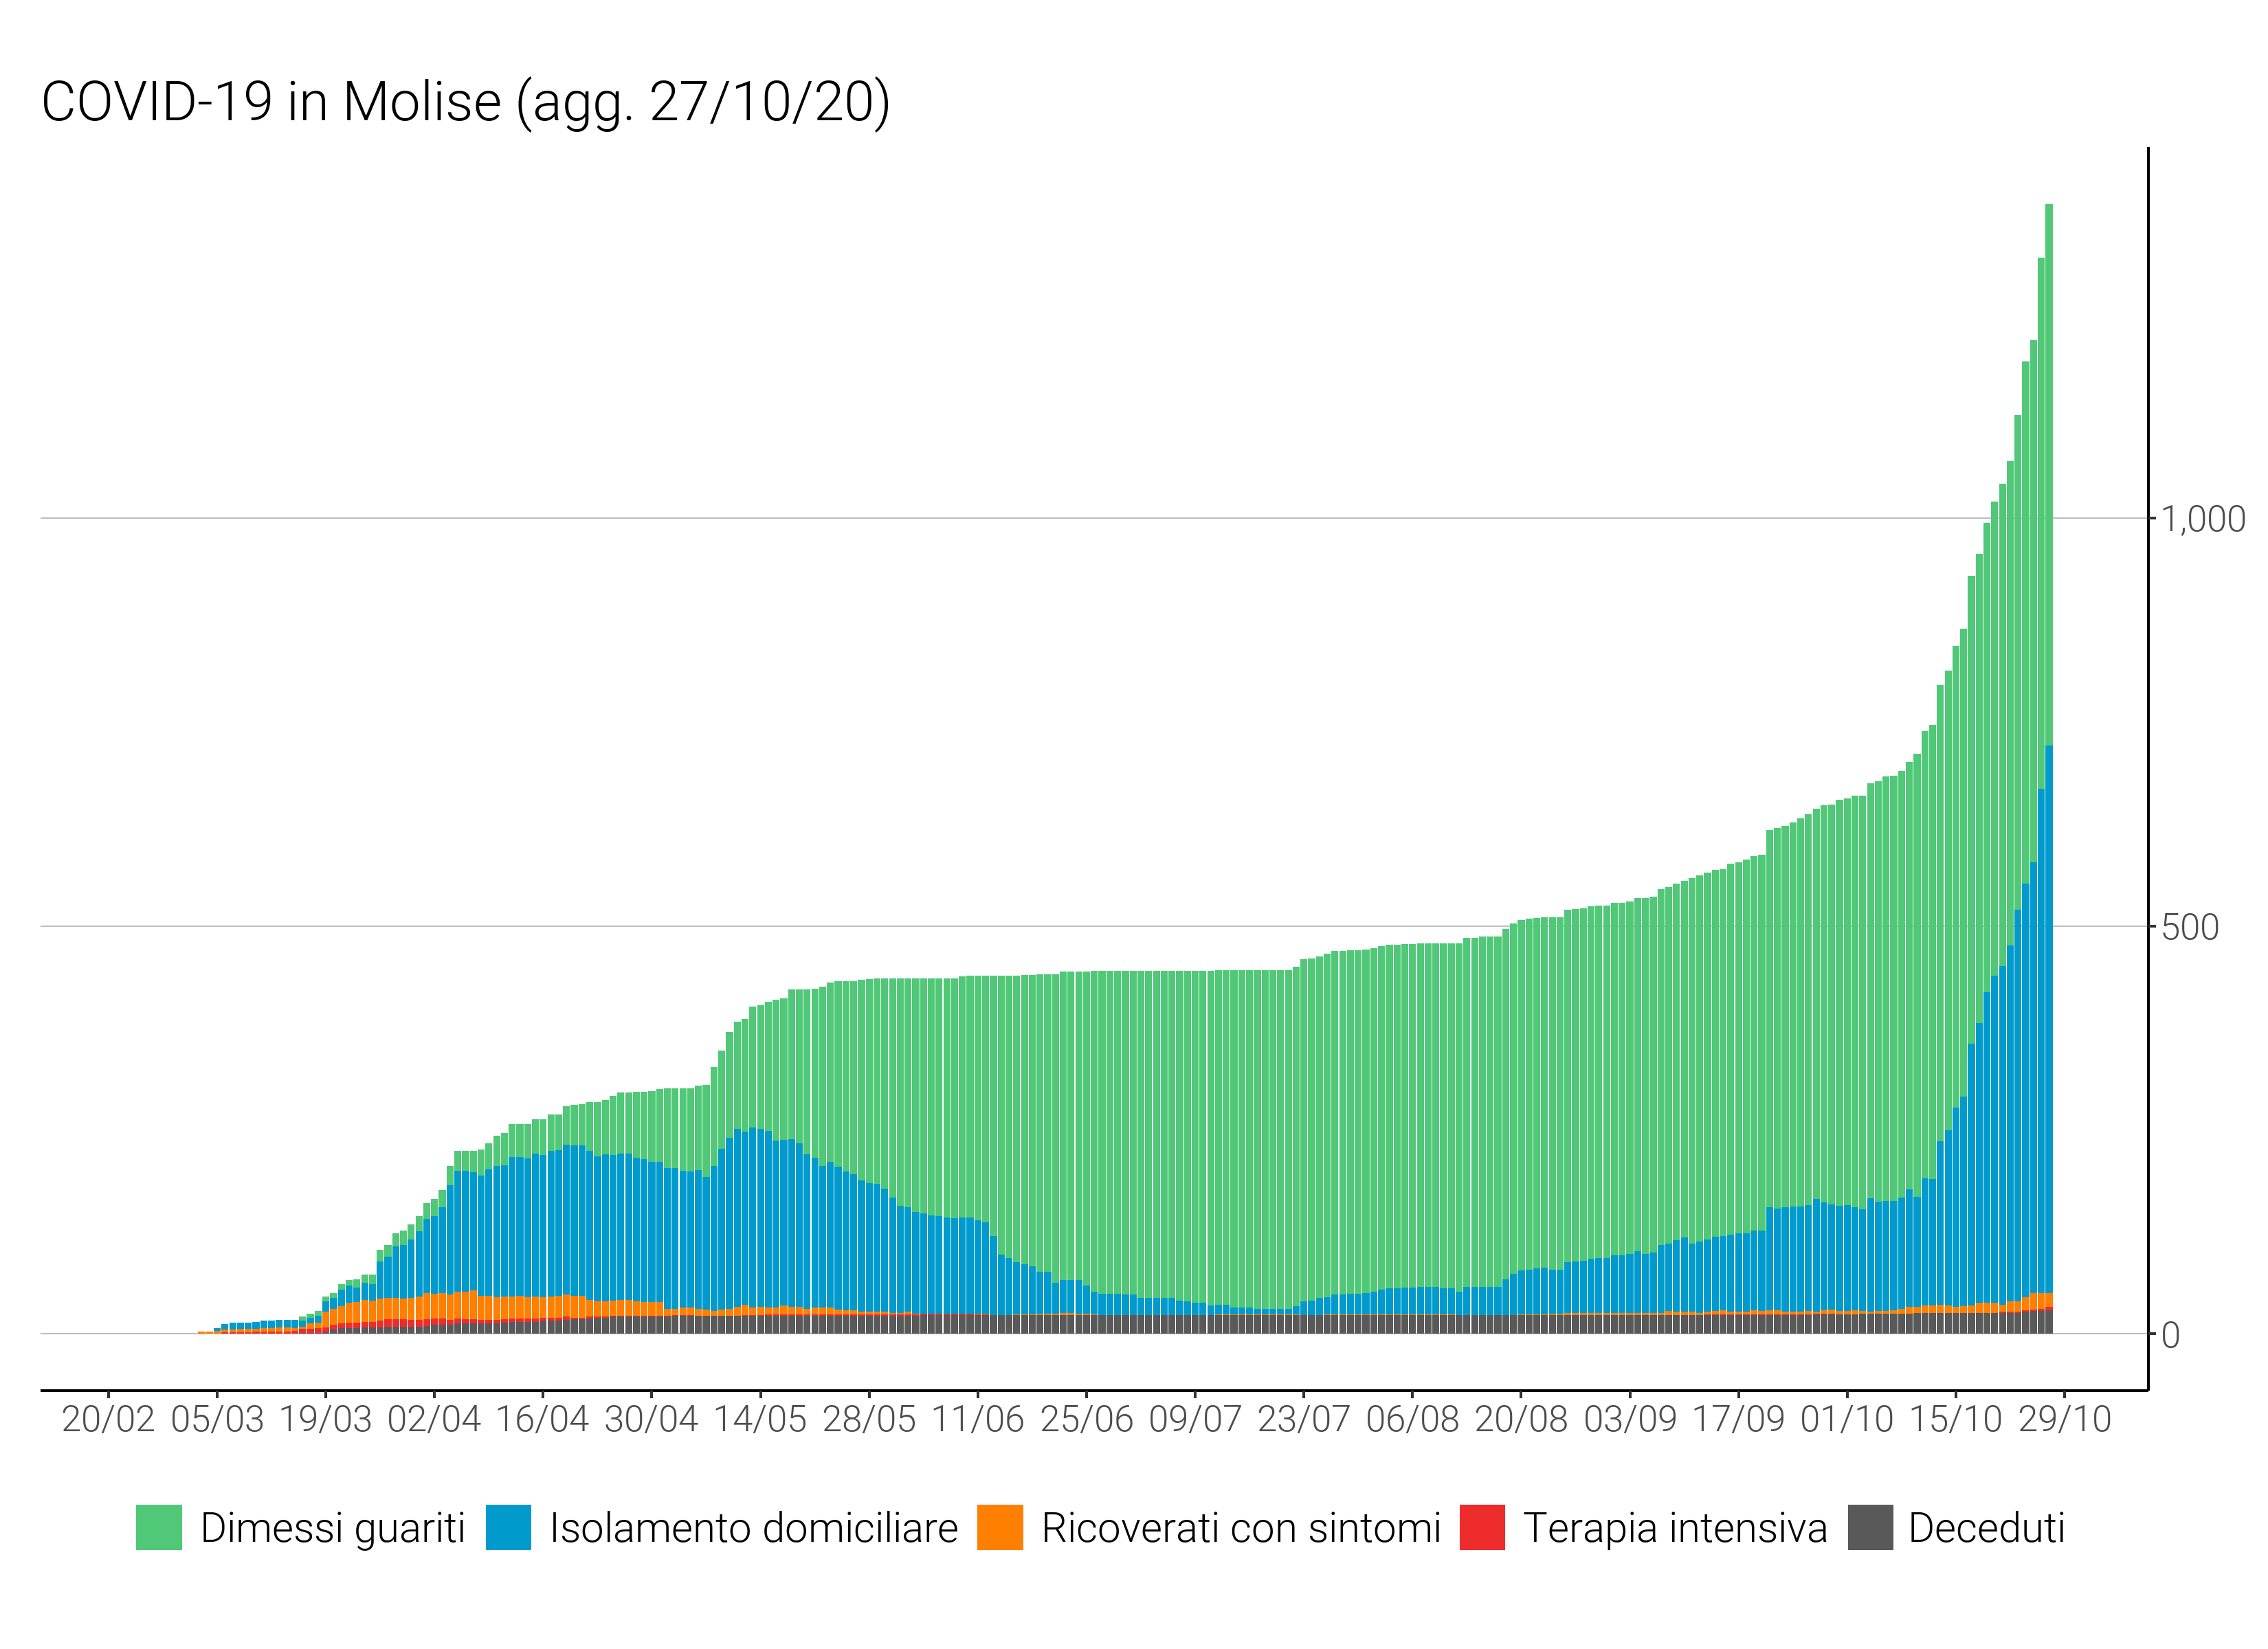 COVID-19 in Molise (agg. 27/10/20)
1,000
500
0
20/02 05/03 19/03 02/04 16/04 30/04 14/05 28/05 11/06 25/06 09/07 23/07 06/08 20/08 03/09 17/09 01/10 15/10 29/10
Dimessi guariti Isolamento domiciliare Ricoverati con sintomi Terapia intensiva Deceduti